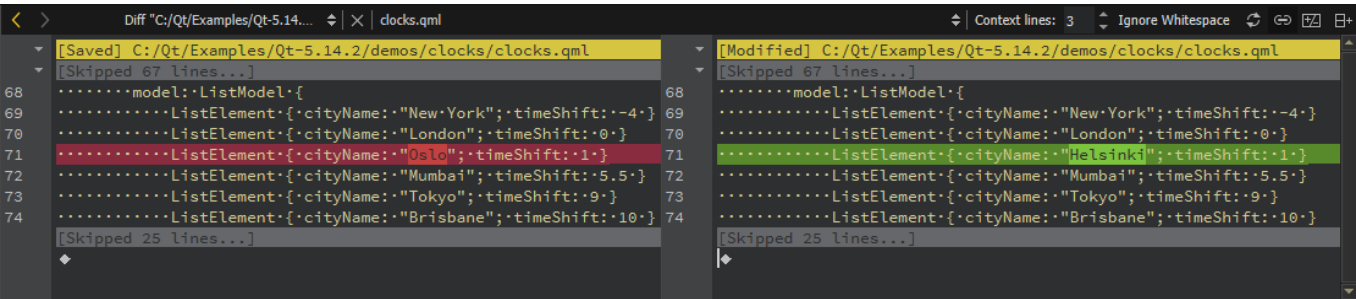 Diff "C:/Qt/Examples/Qt-5.14.... clocks.qml Context lines: 3 Ignore Whitespace
[Saved] C:/Qt/Examples/Qt-5.14.2/demos/clocks/clocks.qml
[Skipped 67 lines...]
68 ········model:·ListModel·{
69 ············ListElement·{·cityName:·"New·York";·timeShift:·-4·}
70 ············ListElement·{·cityName:·"London";·timeShift:·0·}
71 ············ListElement·{·cityName:·"Oslo";·timeShift:·1·}
72 ············ListElement·{·cityName:·"Mumbai";·timeShift:·5.5·}
73 ············ListElement·{·cityName:·"Tokyo";·timeShift:·9·}
74 ············ListElement·{·cityName:·"Brisbane";·timeShift:·10·}
[Skipped 25 lines...]
[Modified] C:/Qt/Examples/Qt-5.14.2/demos/clocks/clocks.qml
[Skipped 67 lines...]
68 ········model:·ListModel·{
69 ············ListElement·{·cityName:·"New·York";·timeShift:·-4·}
70 ············ListElement·{·cityName:·"London";·timeShift:·0·}
71 ············ListElement·{·cityName:·"Helsinki";·timeShift:·1·}
72 ············ListElement·{·cityName:·"Mumbai";·timeShift:·5.5·}
73 ············ListElement·{·cityName:·"Tokyo";·timeShift:·9·}
74 ············ListElement·{·cityName:·"Brisbane";·timeShift:·10·}
[Skipped 25 lines...]